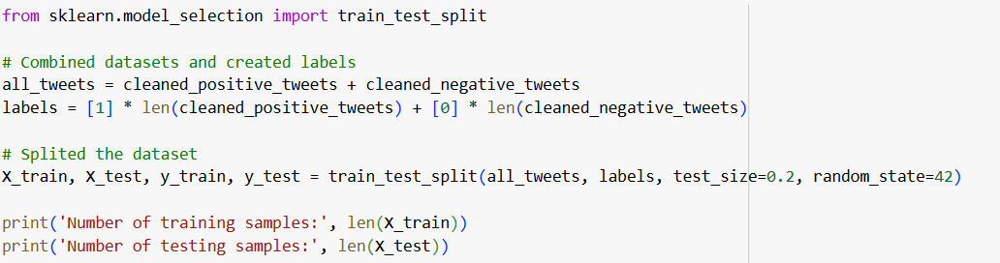 from sklearn.model_selection import train_test_split
# Combined datasets and created labels
all_tweets = cleaned_positive_tweets + cleaned_negative_tweets
labels = [1] * len(cleaned_positive_tweets) + [0] * len(cleaned_negative_tweets)
# Splited the dataset
X_train, X_test, y_train, y_test = train_test_split(all_tweets, labels, test_size=0.2, random_state=42)
print('Number of training samples:', len(X_train))
print('Number of testing samples:', len(X_test))